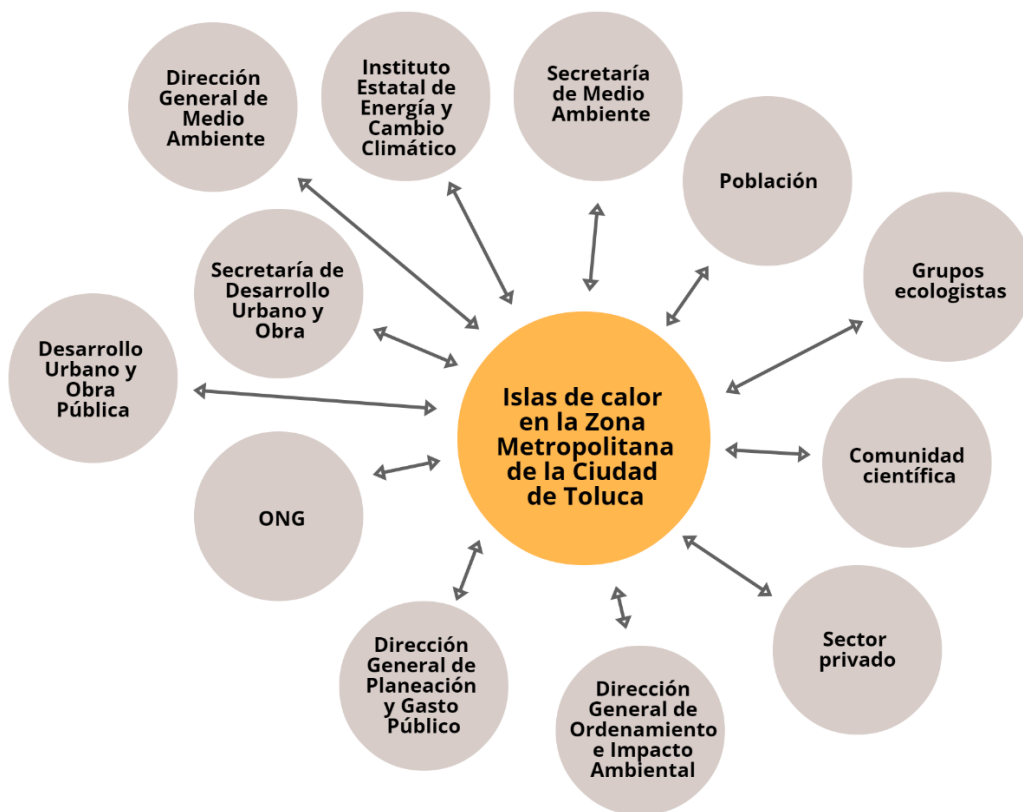 Dirección
General de
Medio
Ambiente
Instituto
Estatal de
Energía y
Cambio
Climático
Secretaría
de Medio
Ambiente
Población
Grupos
ecologistas
Secretaría de
Desarrollo
Urbano y
Obra
Desarrollo
Urbano y
Obra
Pública
Islas de calor
en la Zona
Metropolitana
de la Ciudad
de Toluca
Comunidad
científica
ONG
Sector
privado
Dirección
General de
Planeación
y Gasto
Público
Dirección
General de
Ordenamiento
e Impacto
Ambiental